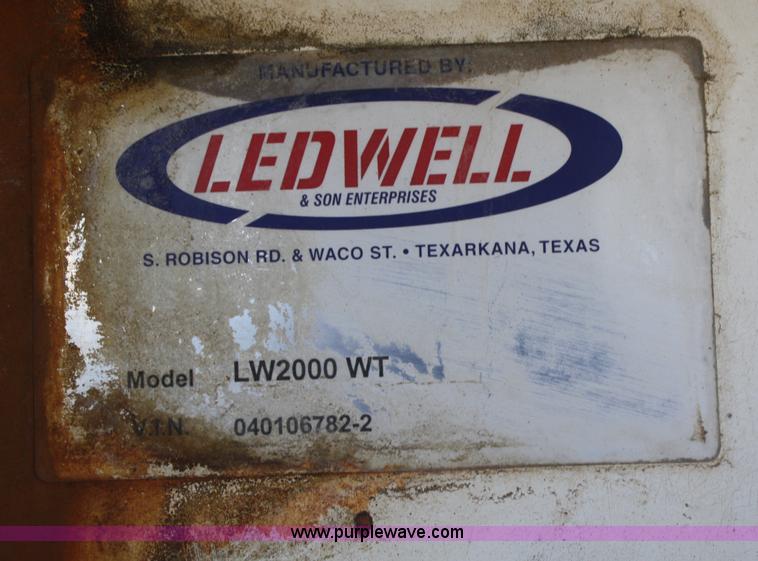 MANUFACTURED BY:
LEDWELL
& SON ENTERPRISES
S. ROBISON RD. & WACO ST. • TEXARKANA, TEXAS
Model LW2000 WT
V.I.N. 040106782-2
www.purplewave.com